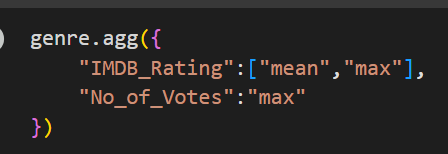 genre.agg({
    "IMDB_Rating":["mean","max"],
    "No_of_Votes":"max"
})